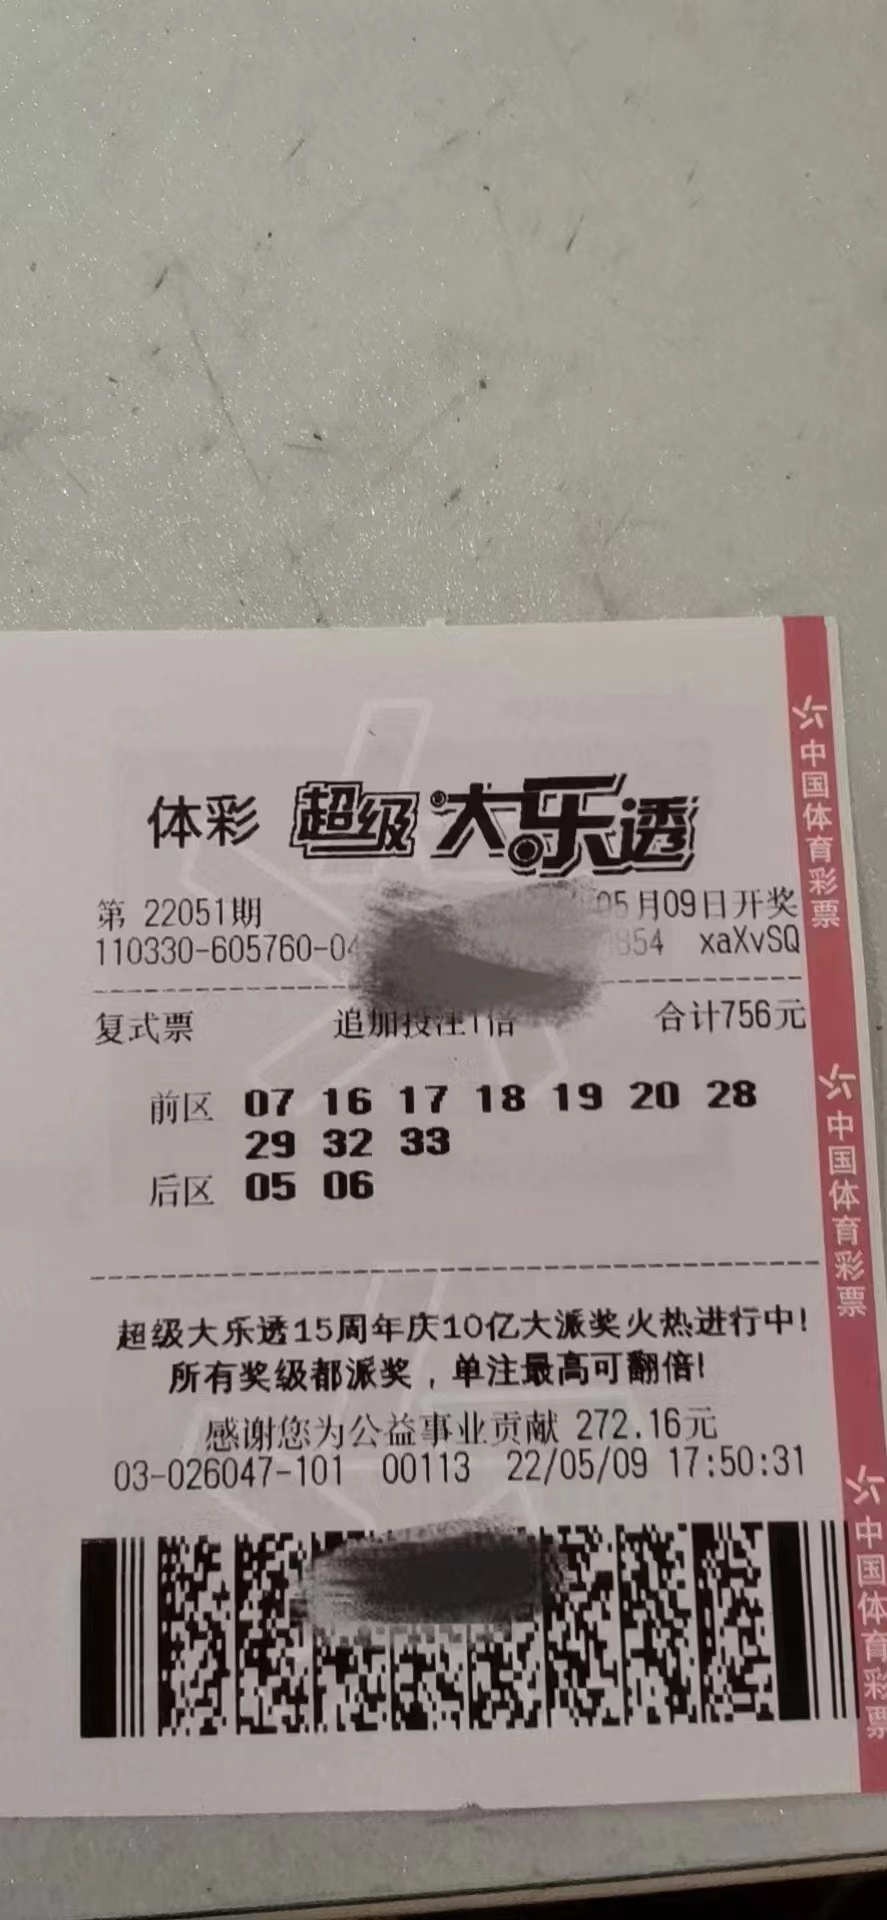 体彩 超级大乐透
第 22051期 05月09日开奖
110330-605760-04 854 xaXvSQ
复式票 追加投注1倍 合计756元
前区 07 16 17 18 19 20 28
29 32 33
后区 05 06
超级大乐透15周年庆10亿大派奖火热进行中!
所有奖级都派奖，单注最高可翻倍!
感谢您为公益事业贡献 272.16元
03-026047-101 00113 22/05/09 17:50:31
中国体育彩票
中国体育彩票
中国体育彩票